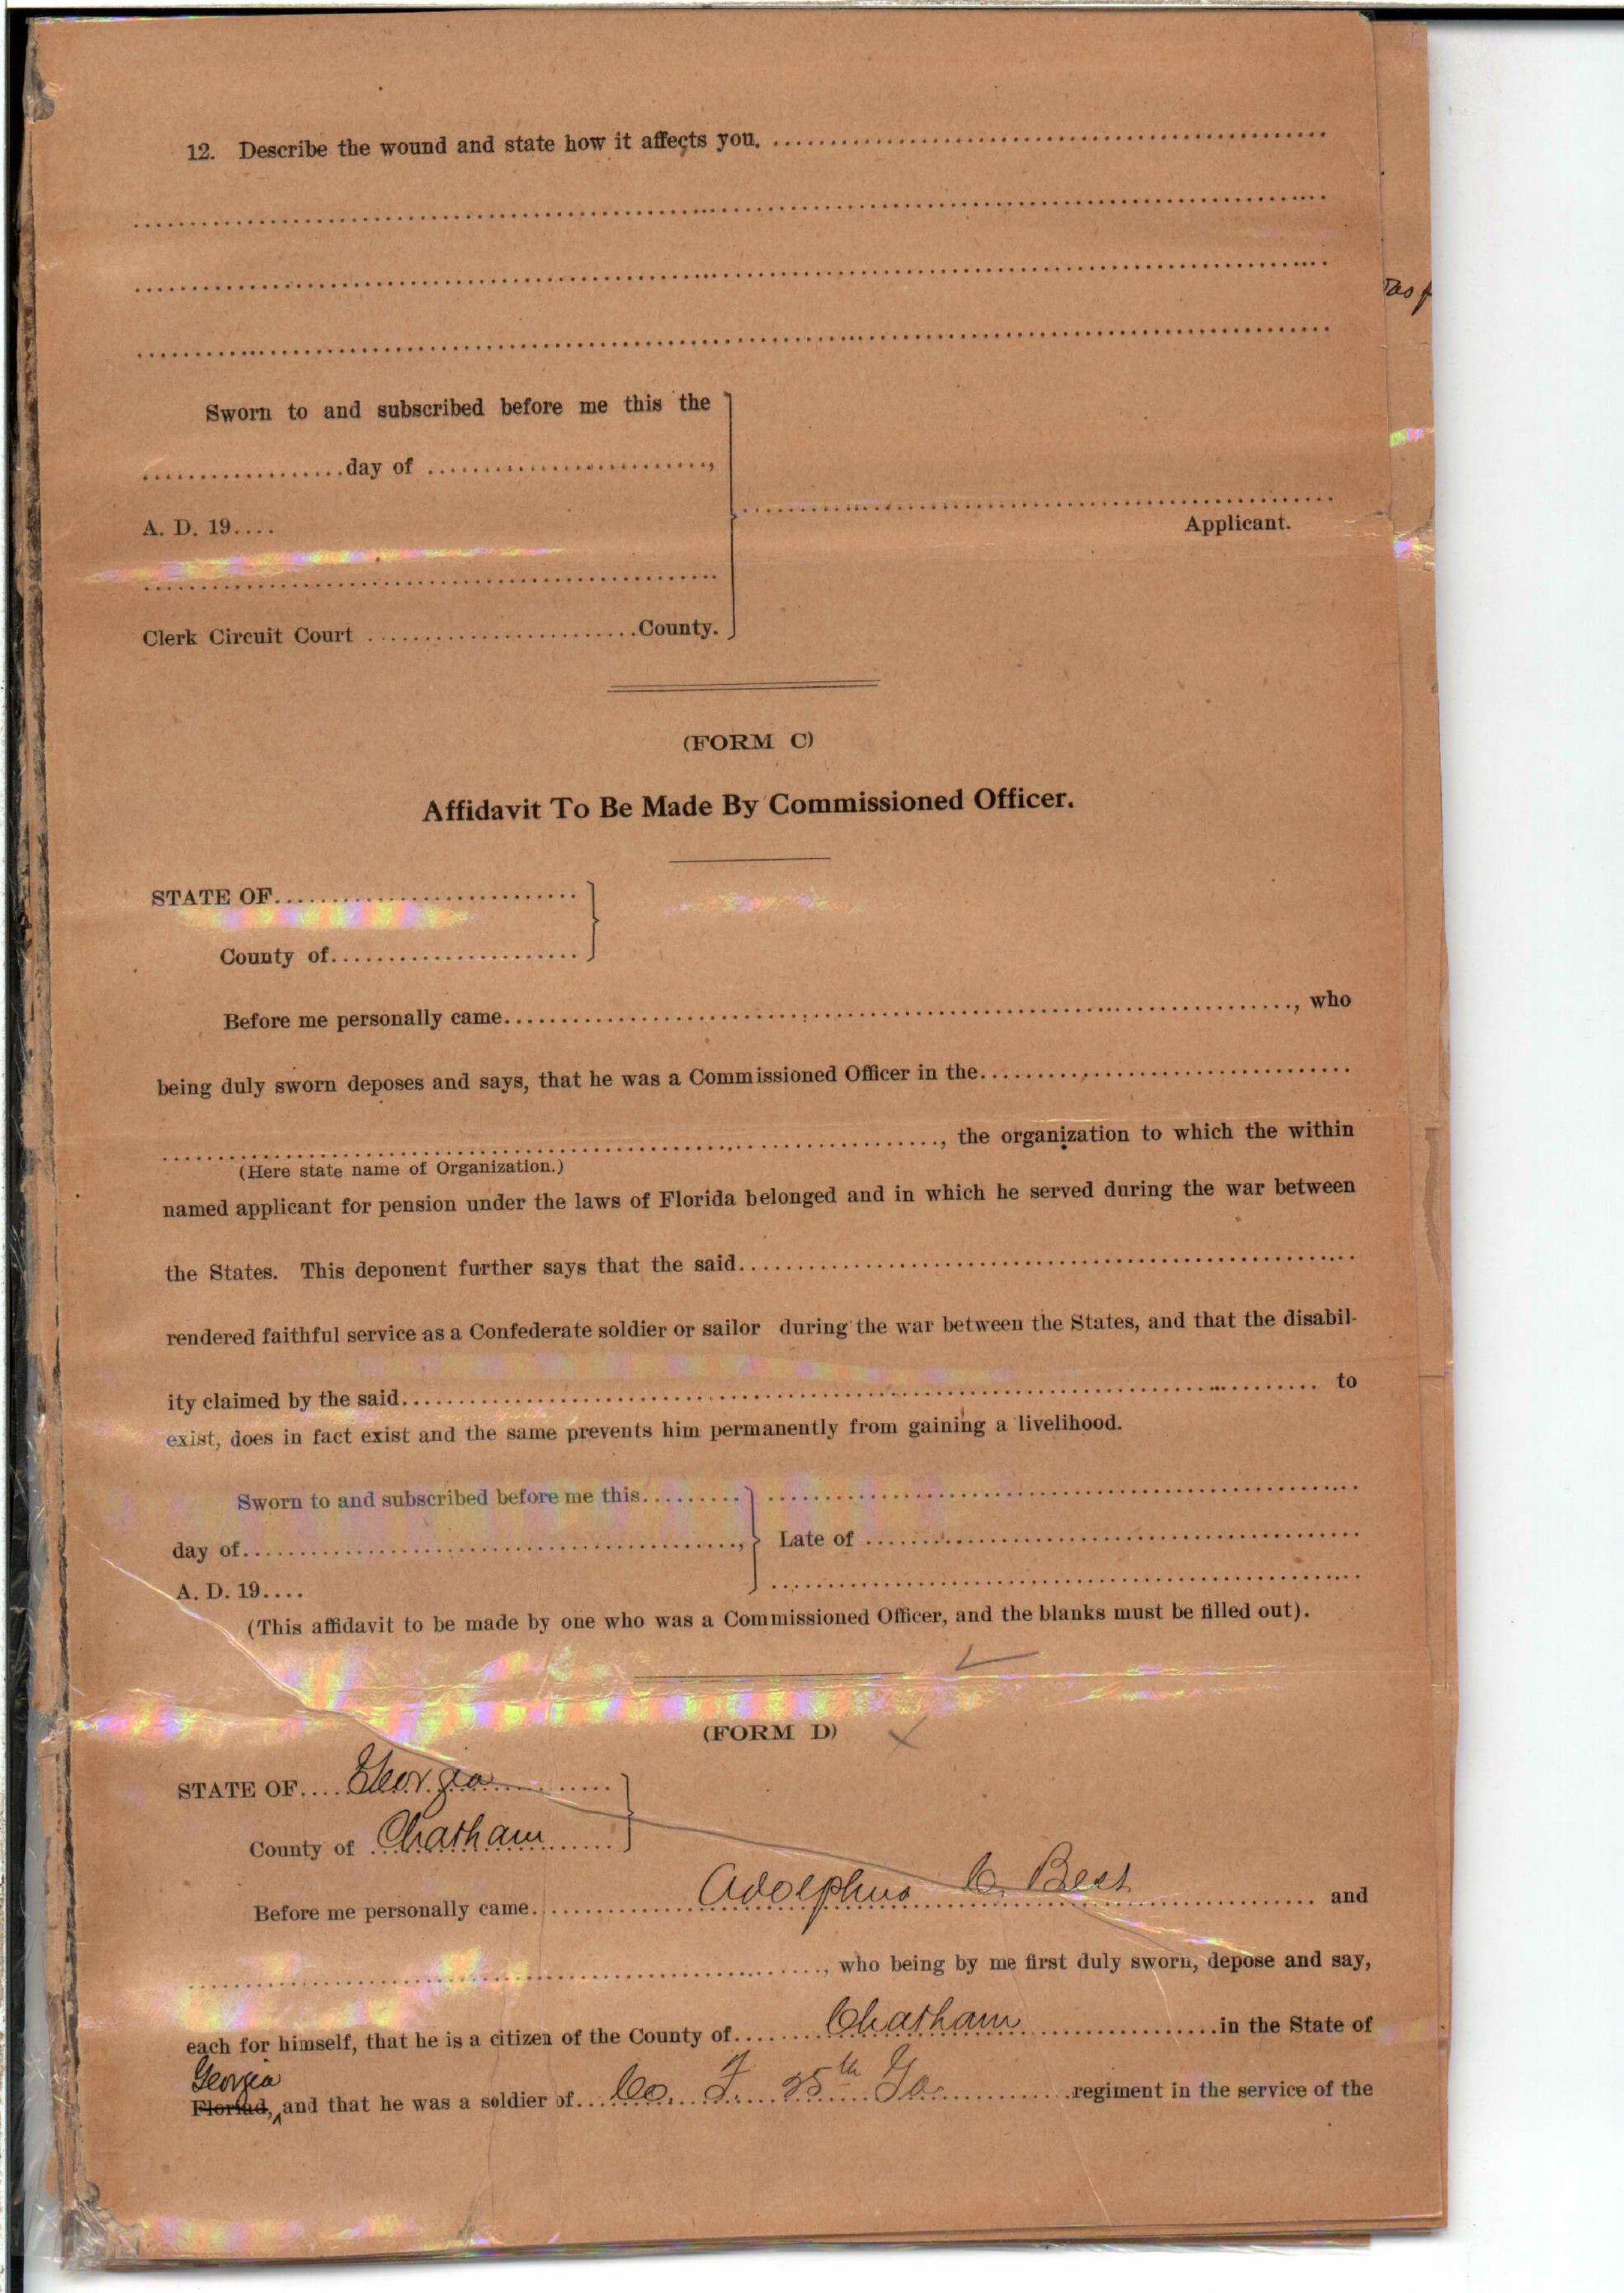 12. Describe the wound and state how it affects you.
Sworn to and subscribed before me this the
day of ,
A. D. 19....
Applicant.
Clerk Circuit Court County.
(FORM C)
Affidavit To Be Made By Commissioned Officer.
STATE OF
County of
Before me personally came , who
being duly sworn deposes and says, that he was a Commissioned Officer in the
, the organization to which the within
(Here state name of Organization.)
named applicant for pension under the laws of Florida belonged and in which he served during the war between
the States. This deponent further says that the said
rendered faithful service as a Confederate soldier or sailor during the war between the States, and that the disabil-
ity claimed by the said to
exist, does in fact exist and the same prevents him permanently from gaining a livelihood.
Sworn to and subscribed before me this
day of , Late of
A. D. 19....
(This affidavit to be made by one who was a Commissioned Officer, and the blanks must be filled out).
(FORM D)
STATE OF Georgia
County of Chatham
Before me personally came Adolphus C. Best and
, who being by me first duly sworn, depose and say,
each for himself, that he is a citizen of the County of Chatham in the State of
Georgia
Floriad, and that he was a soldier of Co. F. 25th Ga. regiment in the service of the